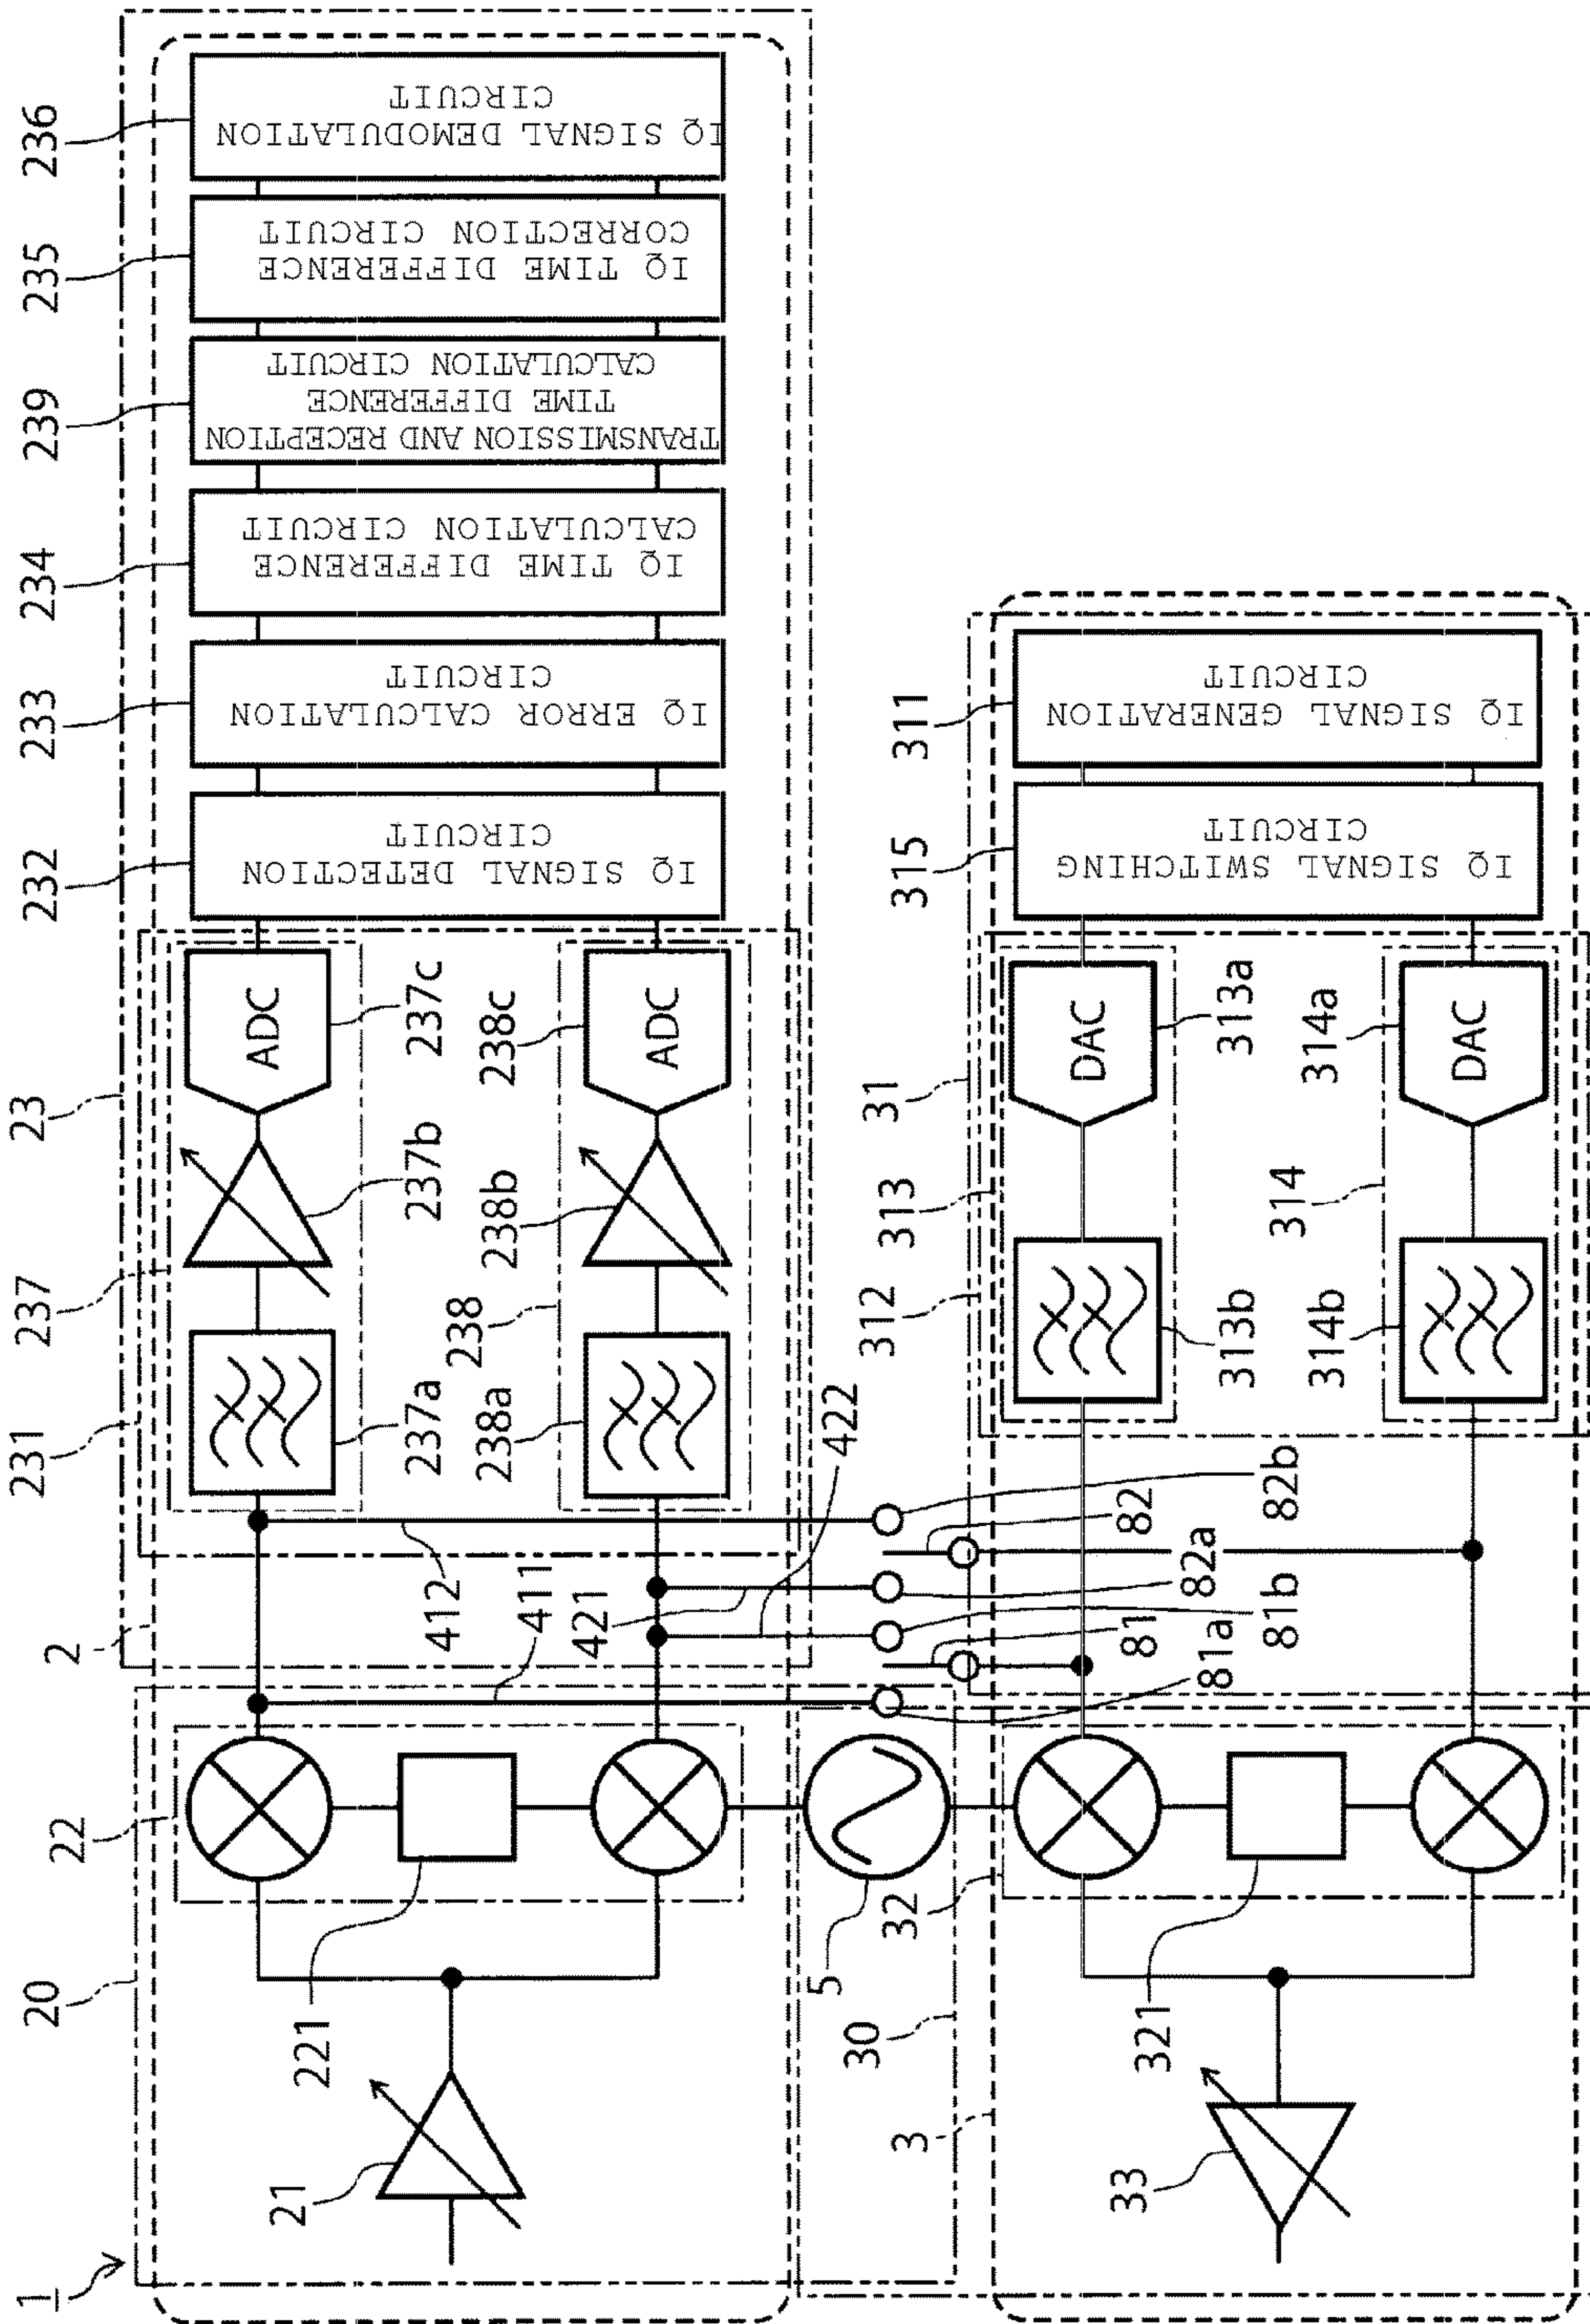 1
20
22
2
231
237
23
232
233
234
239
235
236
21
221
237a
237b
237c
ADC
238
238a
238b
238c
ADC
IQ SIGNAL DETECTION
CIRCUIT
IQ ERROR CALCULATION
CIRCUIT
IQ TIME DIFFERENCE
CALCULATION CIRCUIT
TRANSMISSION AND RECEPTION
TIME DIFFERENCE
CALCULATION CIRCUIT
IQ TIME DIFFERENCE
CORRECTION CIRCUIT
IQ SIGNAL DEMODULATION
CIRCUIT
412
411
421
422
5
30
3
32
312
313
31
315
311
81
81a
81b
82
82a
82b
33
321
313b
313a
DAC
314
314b
314a
DAC
IQ SIGNAL SWITCHING
CIRCUIT
IQ SIGNAL GENERATION
CIRCUIT